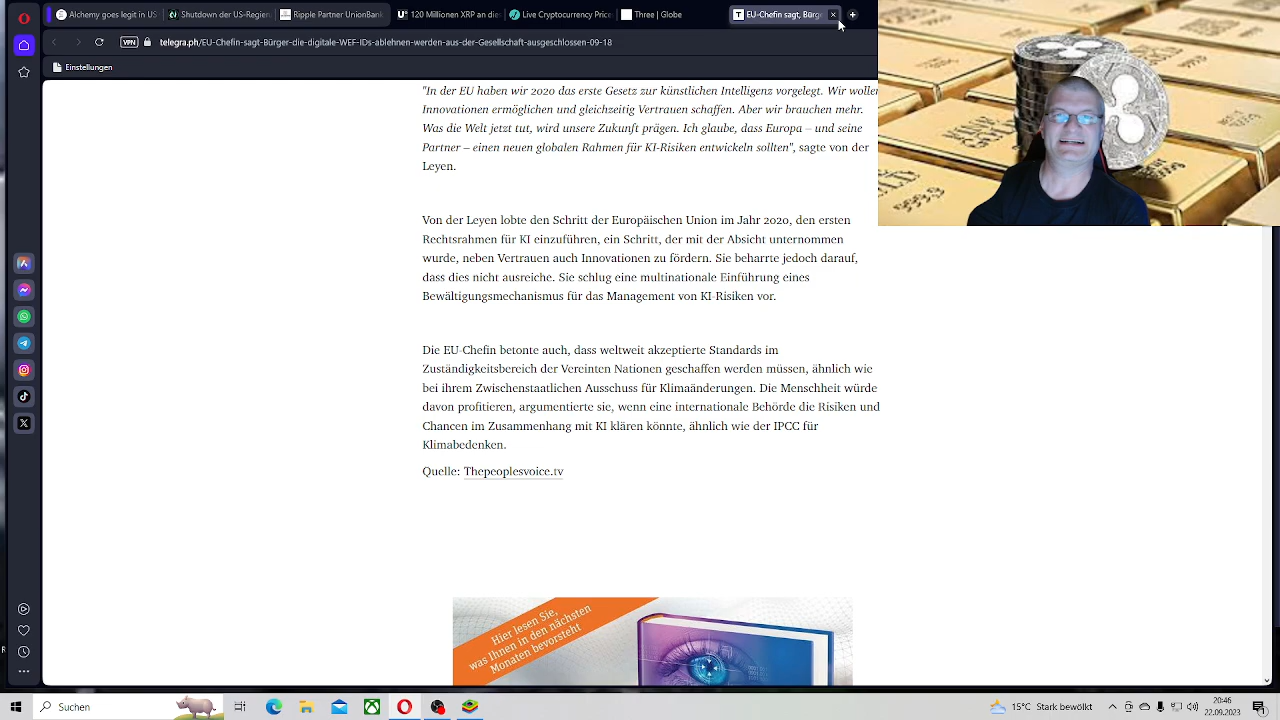 Alchemy goes legit in US
Shutdown der US-Regier
Ripple Partner UnionBank
120 Millionen XRP an dies
Live Cryptocurrency Price
Three | Globe
EU-Chefin sagt, Bürge
VPN
telegra.ph/EU-Chefin-sagt-Bürger-die-digitale-WEF-IDs-ablehnen-werden-aus-der-Gesellschaft-ausgeschlossen-09-18
Einstellungen
"In der EU haben wir 2020 das erste Gesetz zur künstlichen Intelligenz vorgelegt. Wir wollen
Innovationen ermöglichen und gleichzeitig Vertrauen schaffen. Aber wir brauchen mehr.
Was die Welt jetzt tut, wird unsere Zukunft prägen. Ich glaube, dass Europa – und seine
Partner – einen neuen globalen Rahmen für KI-Risiken entwickeln sollten", sagte von der
Leyen.
Von der Leyen lobte den Schritt der Europäischen Union im Jahr 2020, den ersten
Rechtsrahmen für KI einzuführen, ein Schritt, der mit der Absicht unternommen
wurde, neben Vertrauen auch Innovationen zu fördern. Sie beharrte jedoch darauf,
dass dies nicht ausreiche. Sie schlug eine multinationale Einführung eines
Bewältigungsmechanismus für das Management von KI-Risiken vor.
Die EU-Chefin betonte auch, dass weltweit akzeptierte Standards im
Zuständigkeitsbereich der Vereinten Nationen geschaffen werden müssen, ähnlich wie
bei ihrem Zwischenstaatlichen Ausschuss für Klimaänderungen. Die Menschheit würde
davon profitieren, argumentierte sie, wenn eine internationale Behörde die Risiken und
Chancen im Zusammenhang mit KI klären könnte, ähnlich wie der IPCC für
Klimabedenken.
Quelle: Thepeoplesvoice.tv
Hier lesen Sie,
was Ihnen in den nächsten
Monaten bevorsteht
Suchen
15°C Stark bewölkt
20:46
22.09.2023
999.9